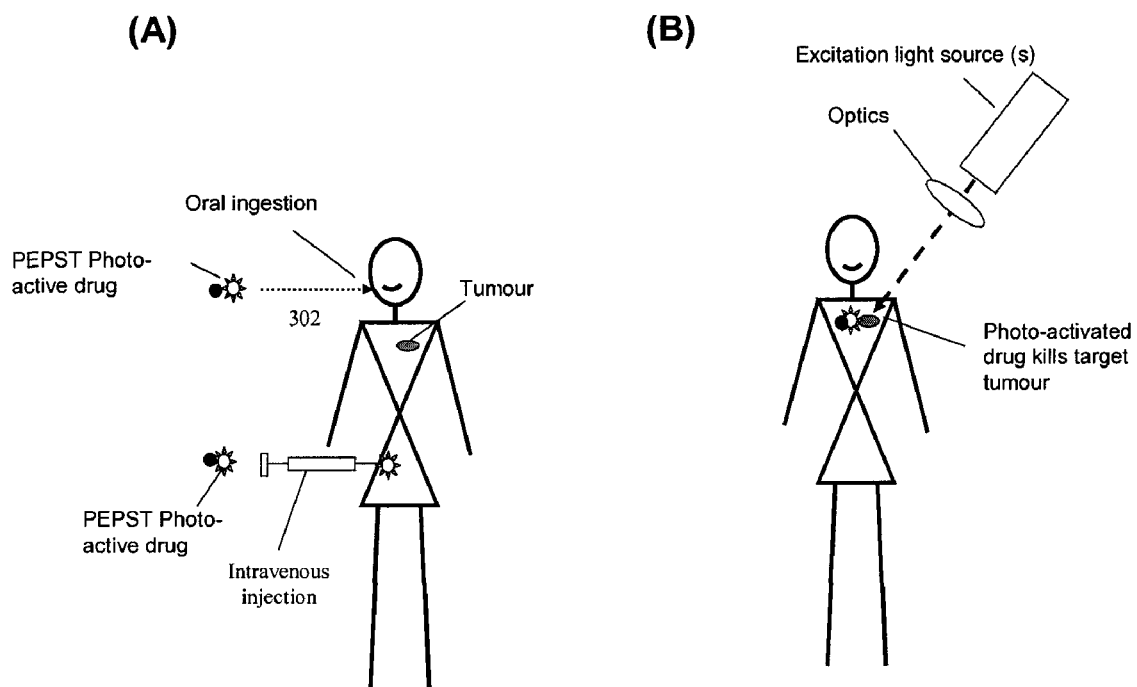 (A)
Oral ingestion
PEPST Photo-
active drug
302
Tumour
PEPST Photo-
active drug
Intravenous
injection
(B)
Excitation light source (s)
Optics
Photo-activated
drug kills target
tumour